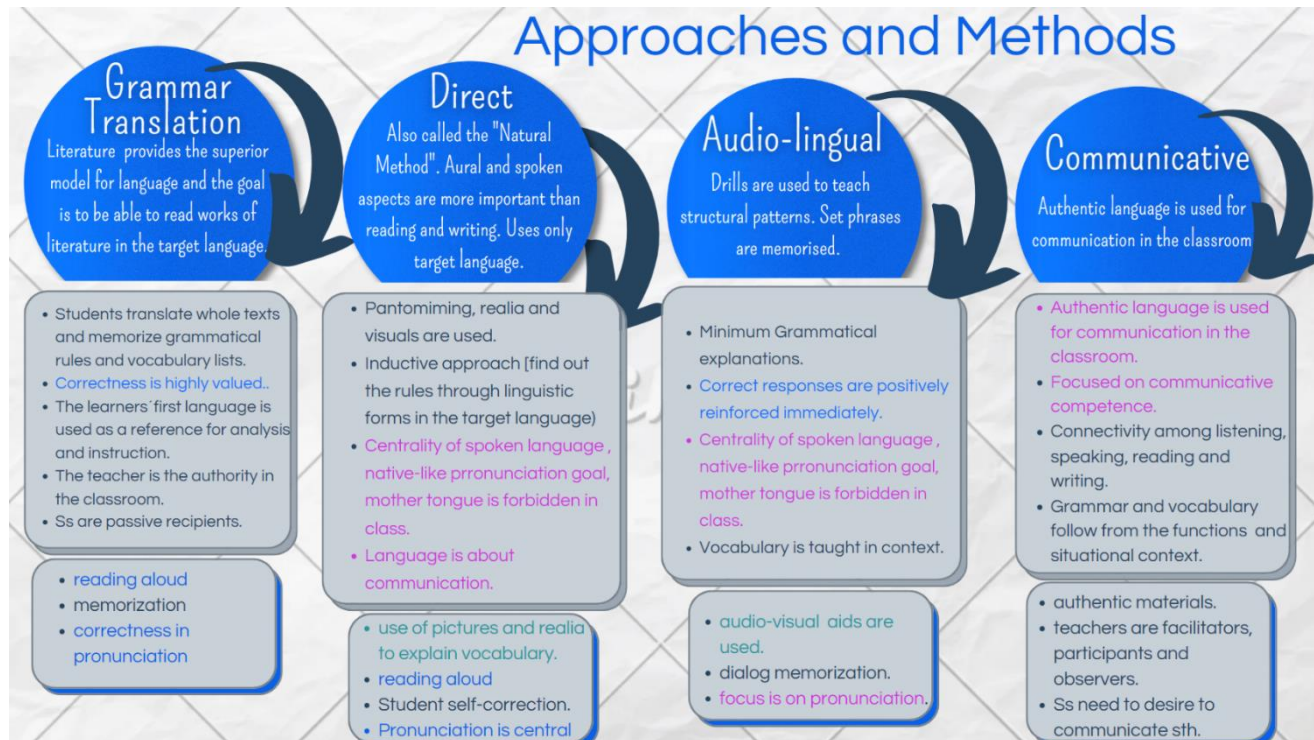 Approaches and Methods
Grammar
Translation
Literature provides the superior
model for language and the goal
is to be able to read works of
literature in the target language.
• Students translate whole texts
and memorize grammatical
rules and vocabulary lists.
• Correctness is highly valued..
• The learners´first language is
used as a reference for analysis
and instruction.
• The teacher is the authority in
the classroom.
• Ss are passive recipients.
• reading aloud
• memorization
• correctness in
pronunciation
Direct
Also called the "Natural
Method". Aural and spoken
aspects are more important than
reading and writing. Uses only
target language.
• Pantomiming, realia and
visuals are used.
• Inductive approach [find out
the rules through linguistic
forms in the target language)
• Centrality of spoken language ,
native-like prronunciation goal,
mother tongue is forbidden in
class.
• Language is about
communication.
• use of pictures and realia
to explain vocabulary.
• reading aloud
• Student self-correction.
• Pronunciation is central
Audio-lingual
Drills are used to teach
structural patterns. Set phrases
are memorised.
• Minimum Grammatical
explanations.
• Correct responses are positively
reinforced immediately.
• Centrality of spoken language ,
native-like prronunciation goal,
mother tongue is forbidden in
class.
• Vocabulary is taught in context.
• audio-visual aids are
used.
• dialog memorization.
• focus is on pronunciation.
Communicative
Authentic language is used for
communication in the classroom
• Authentic language is used
for communication in the
classroom.
• Focused on communicative
competence.
• Connectivity among listening,
speaking, reading and
writing.
• Grammar and vocabulary
follow from the functions and
situational context.
• authentic materials.
• teachers are facilitators,
participants and
observers.
• Ss need to desire to
communicate sth.